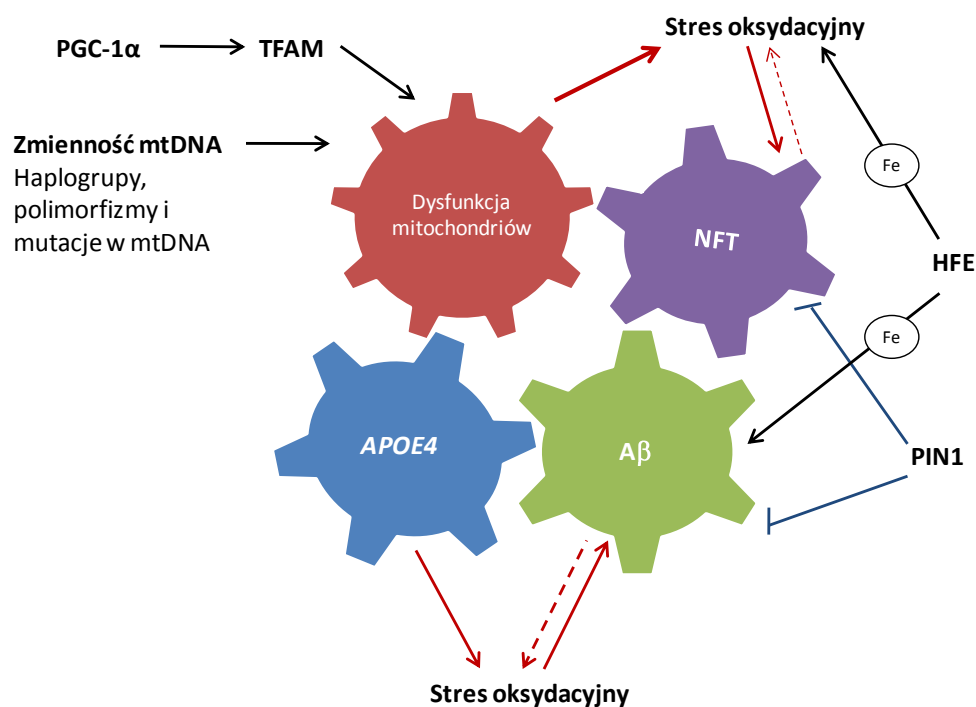 Stres oksydacyjny
PGC-1α
TFAM
Zmienność mtDNA
Haplogrupy,
polimorfizmy i
mutacje w mtDNA
Dysfunkcja
mitochondriów
NFT
Fe
HFE
Fe
APOE4
Aβ
PIN1
Stres oksydacyjny